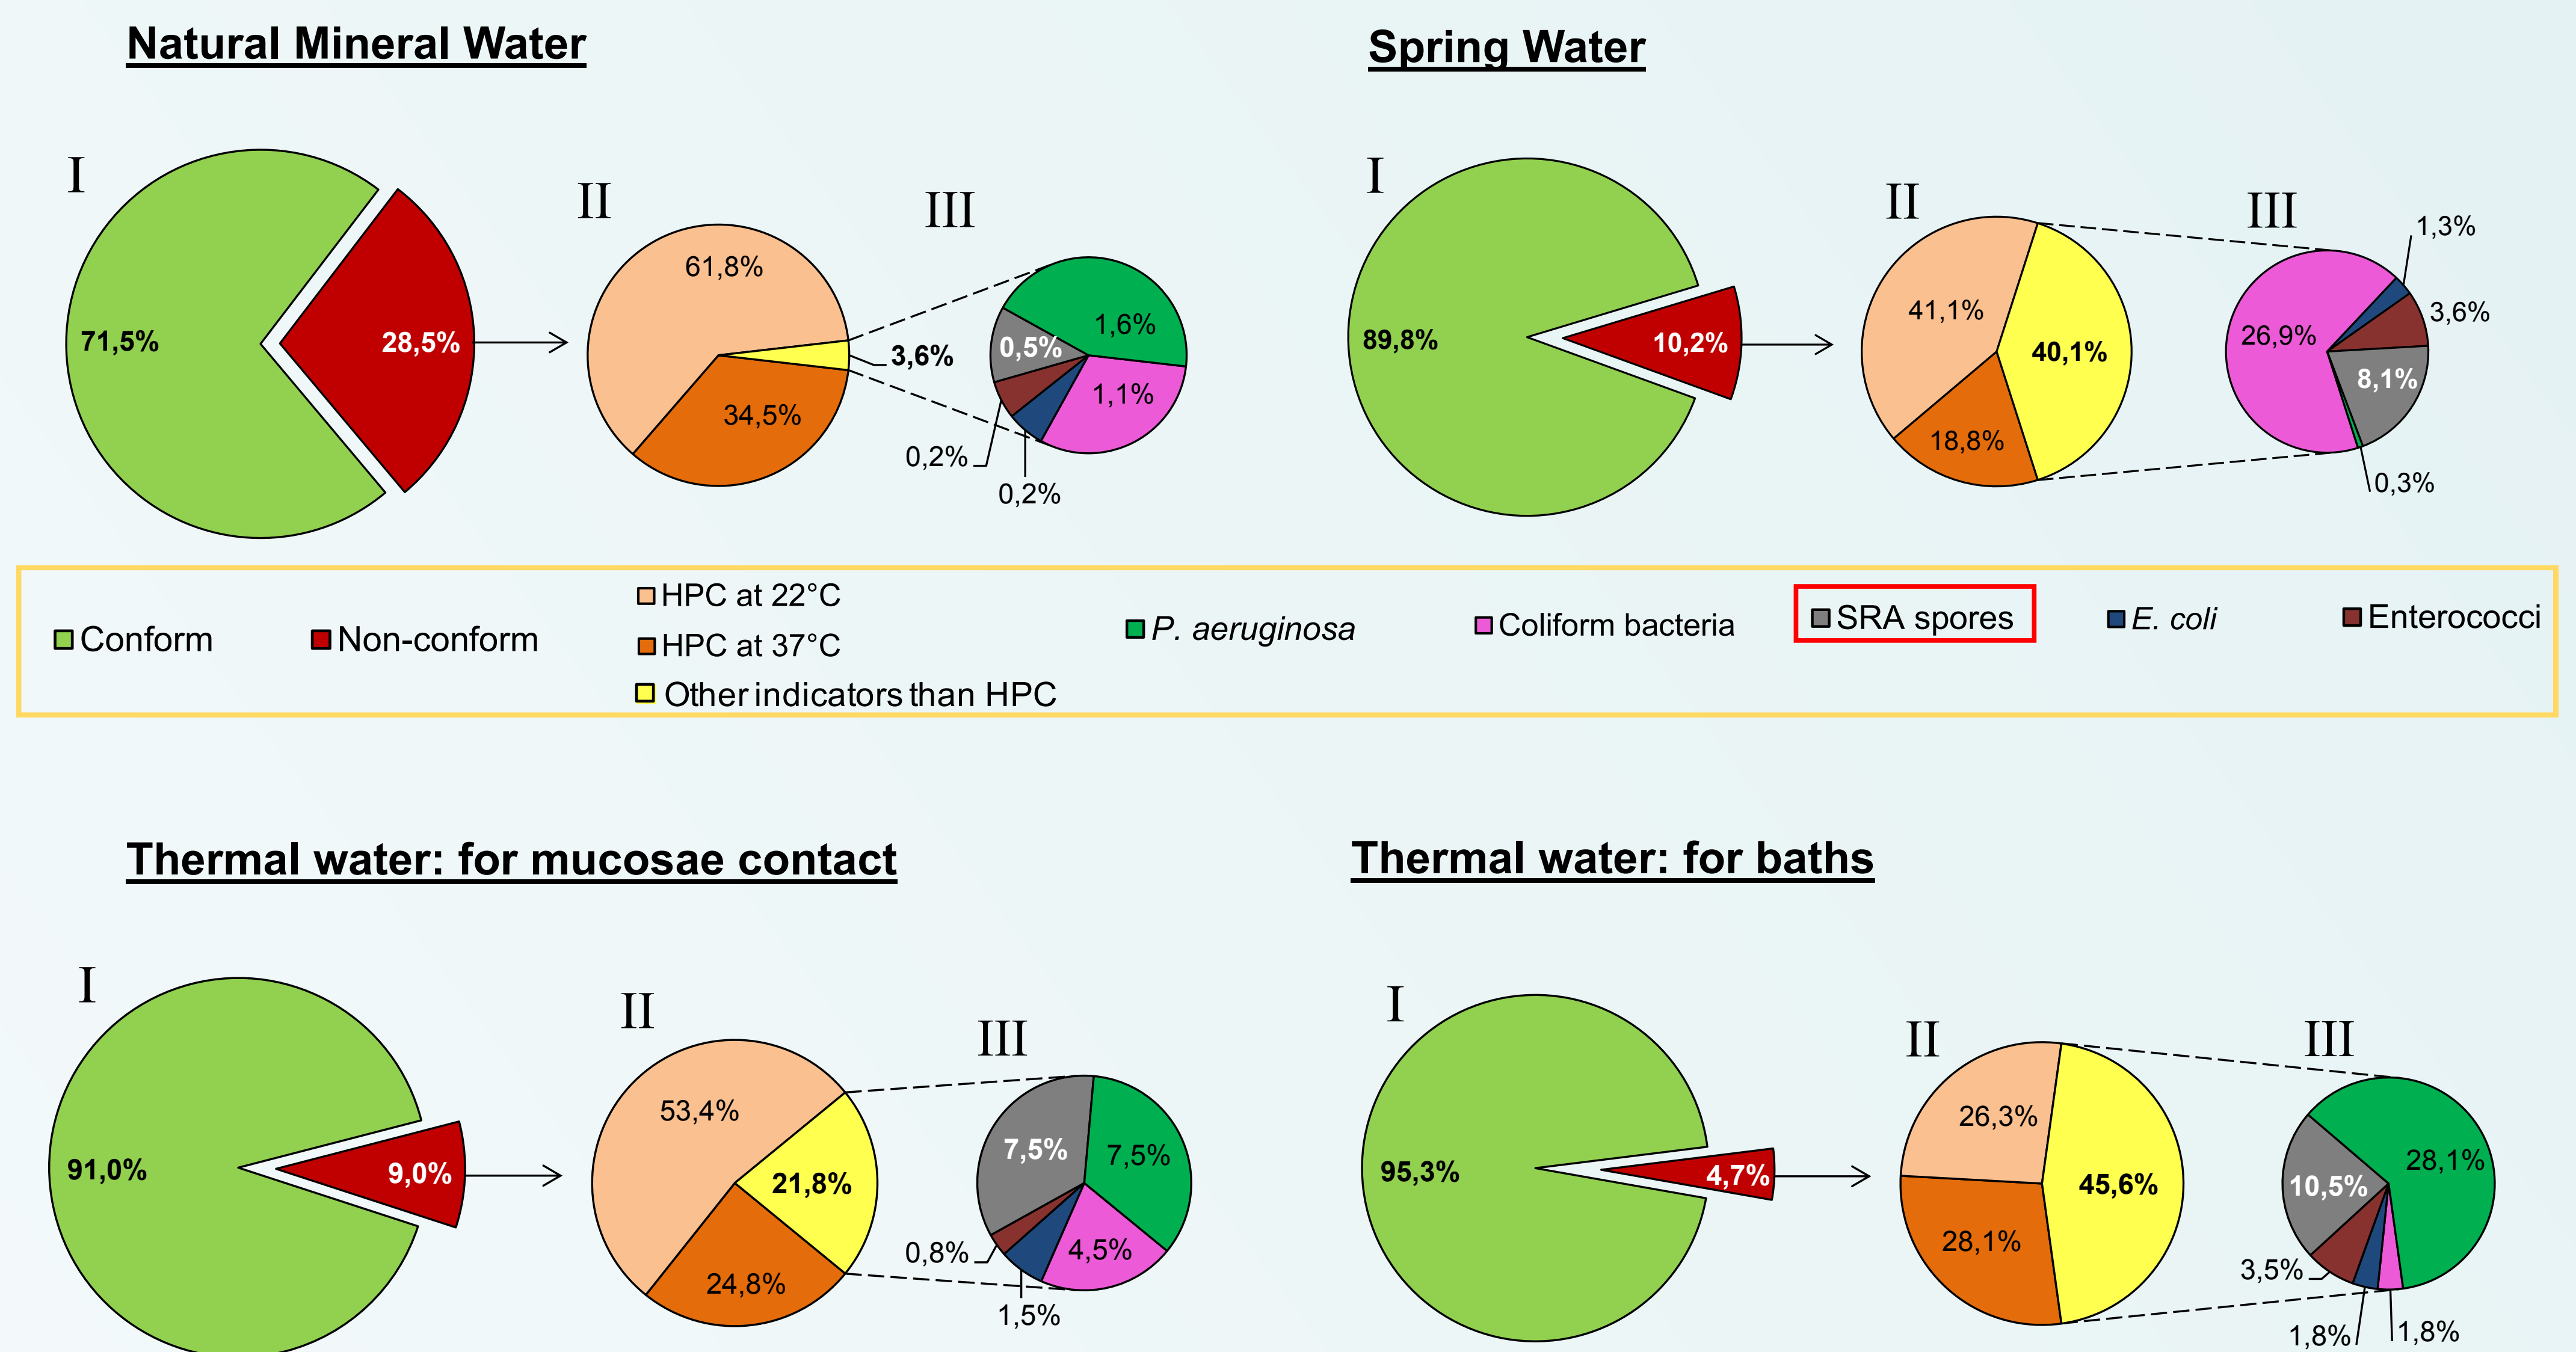 Natural Mineral Water
I
71,5%
28,5%
II
61,8%
3,6%
34,5%
III
1,6%
0,5%
1,1%
0,2%
0,2%
Spring Water
I
89,8%
10,2%
II
41,1%
40,1%
18,8%
III
1,3%
3,6%
26,9%
8,1%
0,3%
Conform
Non-conform
HPC at 22°C
HPC at 37°C
Other indicators than HPC
P. aeruginosa
Coliform bacteria
SRA spores
E. coli
Enterococci
Thermal water: for mucosae contact
I
91,0%
9,0%
II
53,4%
21,8%
24,8%
III
7,5%
7,5%
4,5%
0,8%
1,5%
Thermal water: for baths
I
95,3%
4,7%
II
26,3%
45,6%
28,1%
III
28,1%
10,5%
3,5%
1,8%
1,8%